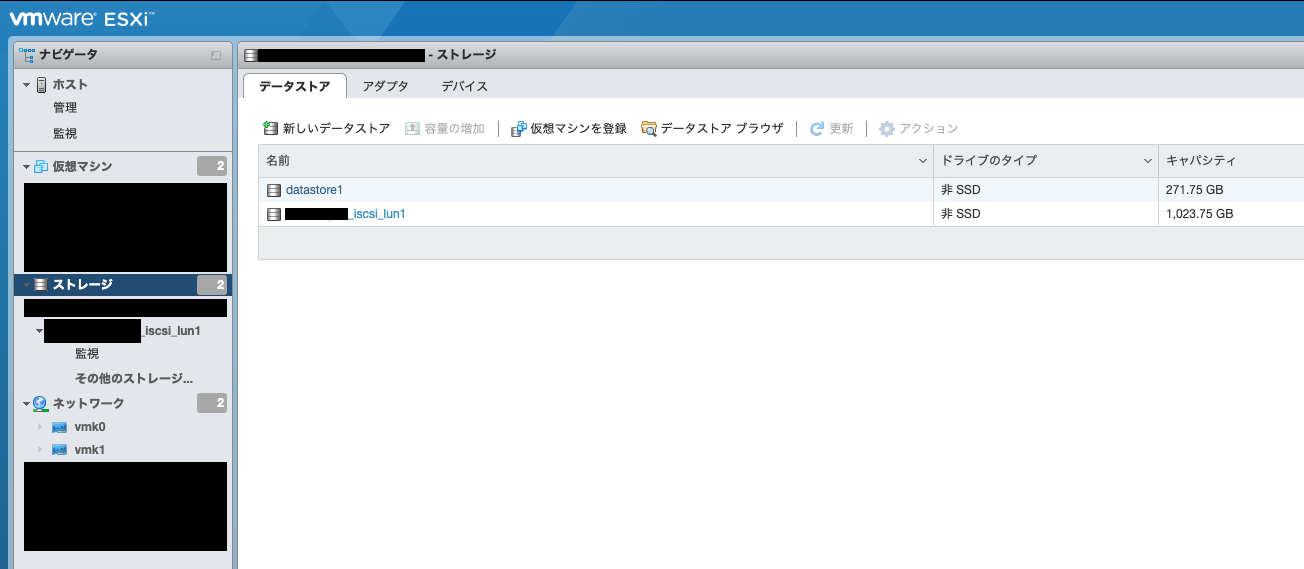 vmware ESXi™
ナビゲータ
- ストレージ
ホスト
管理
監視
仮想マシン 2
ストレージ 2
_iscsi_lun1
監視
その他のストレージ...
ネットワーク 2
vmk0
vmk1
データストア アダプタ デバイス
新しいデータストア 容量の増加 仮想マシンを登録 データストア ブラウザ 更新 アクション
名前 ドライブのタイプ キャパシティ
datastore1 非 SSD 271.75 GB
_iscsi_lun1 非 SSD 1,023.75 GB